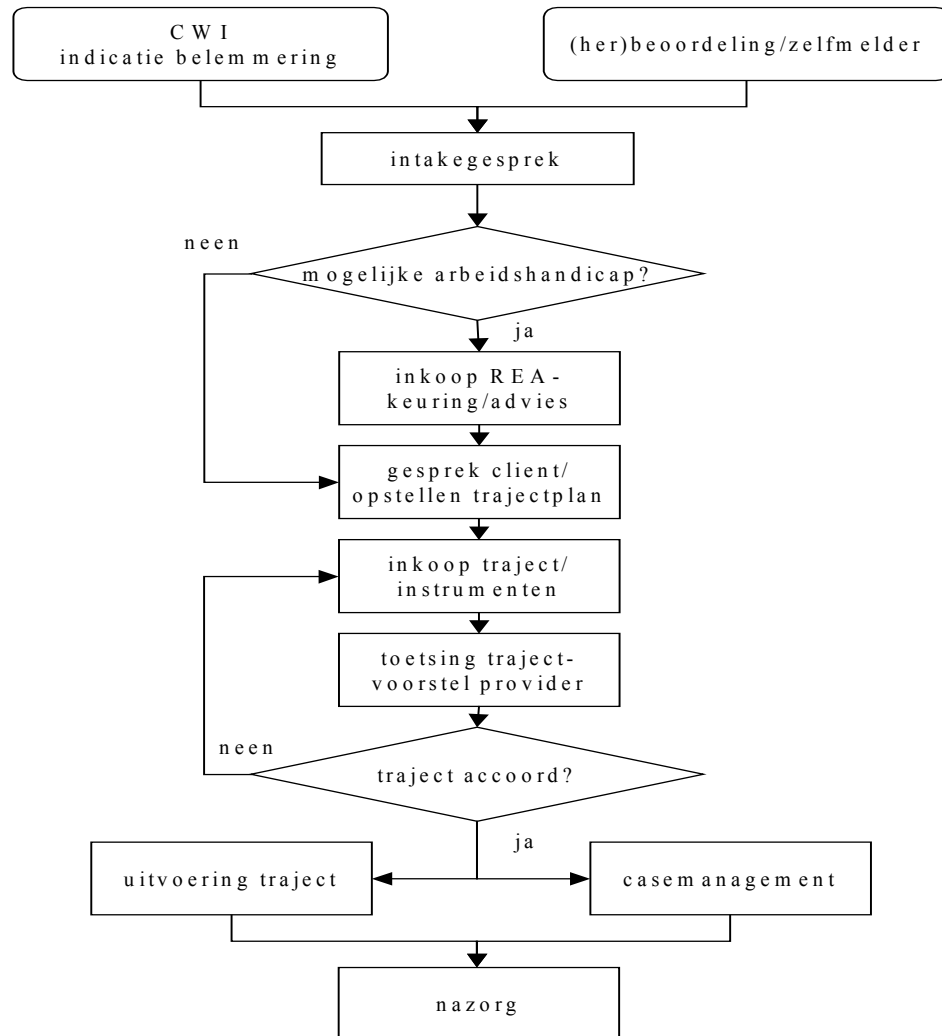 CWI
indicatie belemmering
(her)beoordeling/zelfmelder
intakegesprek
neen
mogelijke arbeidshandicap?
ja
inkoop REA-
keuring/advies
gesprek client/
opstellen trajectplan
inkoop traject/
instrumenten
toetsing traject-
voorstel provider
neen
traject accoord?
ja
uitvoering traject
casemanagement
nazorg